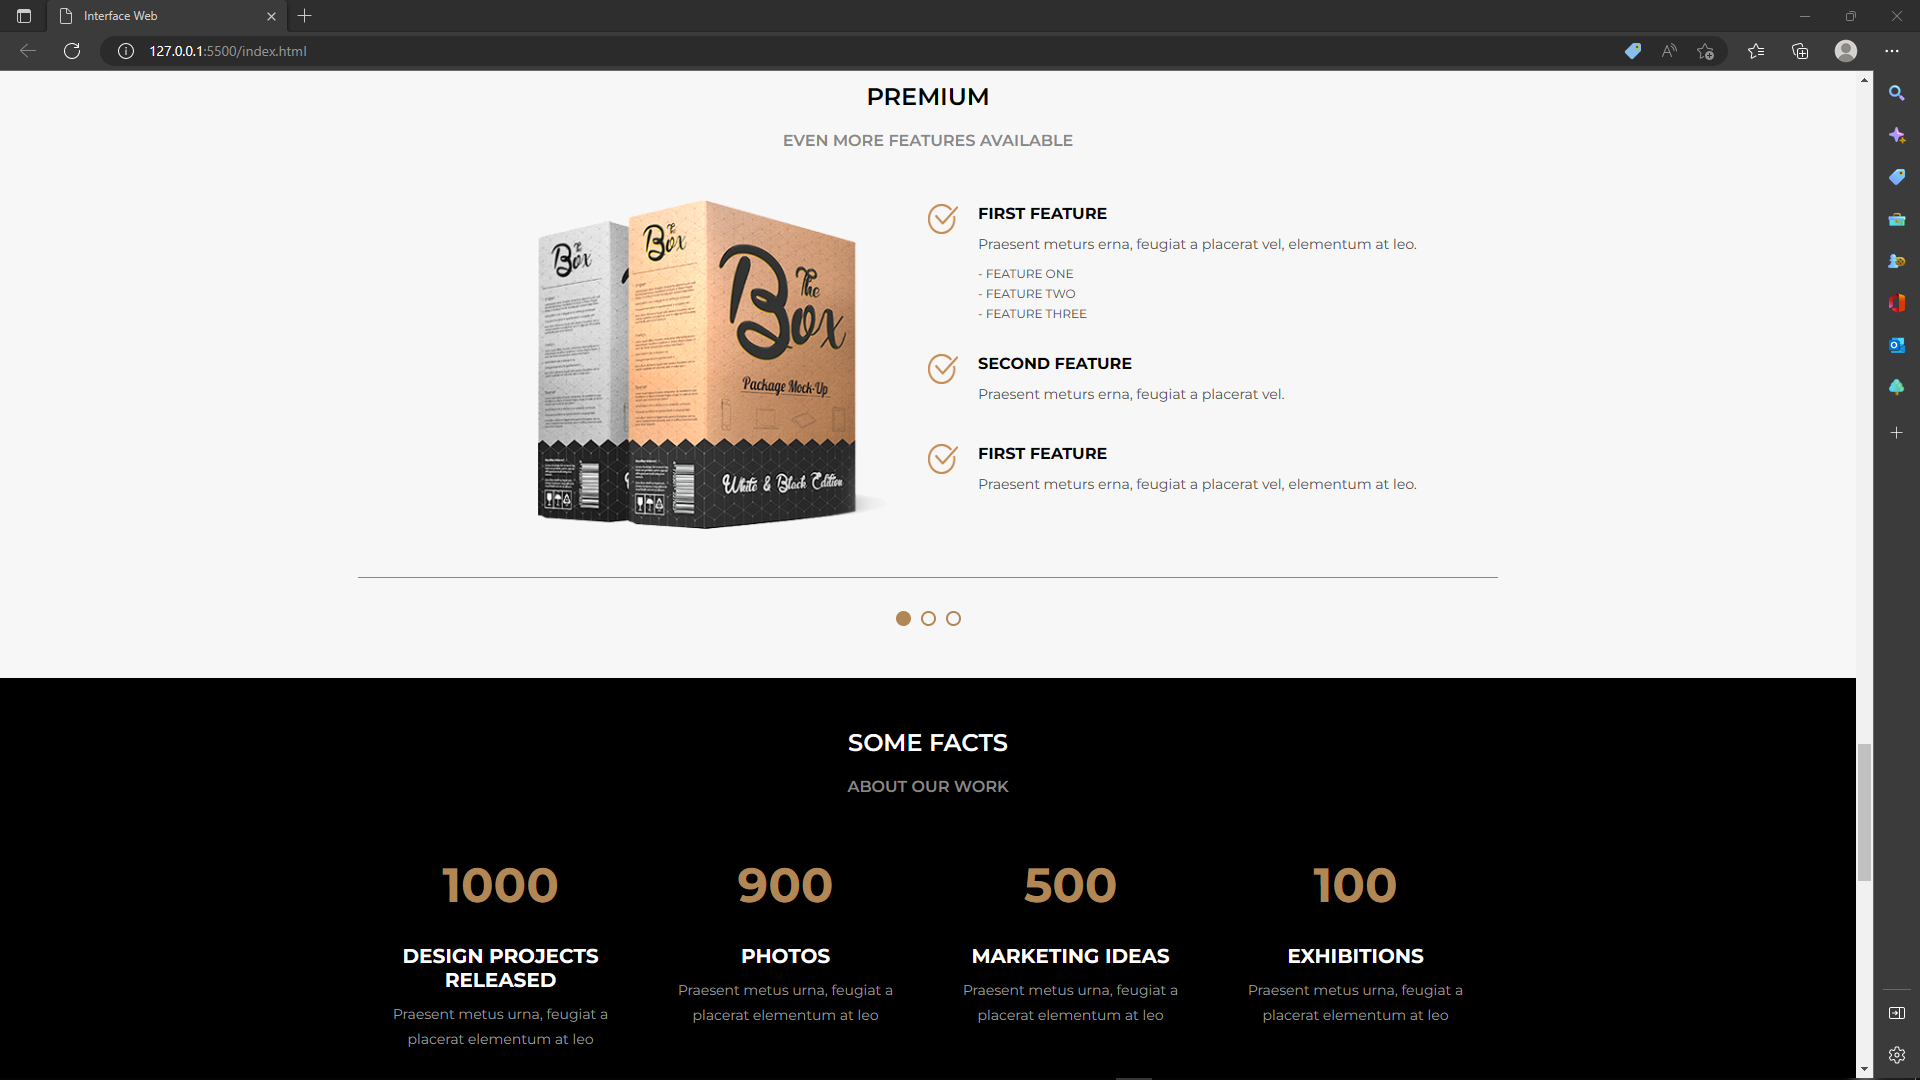 Interface Web
127.0.0.1:5500/index.html
PREMIUM
EVEN MORE FEATURES AVAILABLE
The Box
The Box
The Box
Package Mock-Up
White & Black Edition
FIRST FEATURE
Praesent meturs erna, feugiat a placerat vel, elementum at leo.
- FEATURE ONE
- FEATURE TWO
- FEATURE THREE
SECOND FEATURE
Praesent meturs erna, feugiat a placerat vel.
FIRST FEATURE
Praesent meturs erna, feugiat a placerat vel, elementum at leo.
SOME FACTS
ABOUT OUR WORK
1000
DESIGN PROJECTS
RELEASED
Praesent metus urna, feugiat a
placerat elementum at leo
900
PHOTOS
Praesent metus urna, feugiat a
placerat elementum at leo
500
MARKETING IDEAS
Praesent metus urna, feugiat a
placerat elementum at leo
100
EXHIBITIONS
Praesent metus urna, feugiat a
placerat elementum at leo